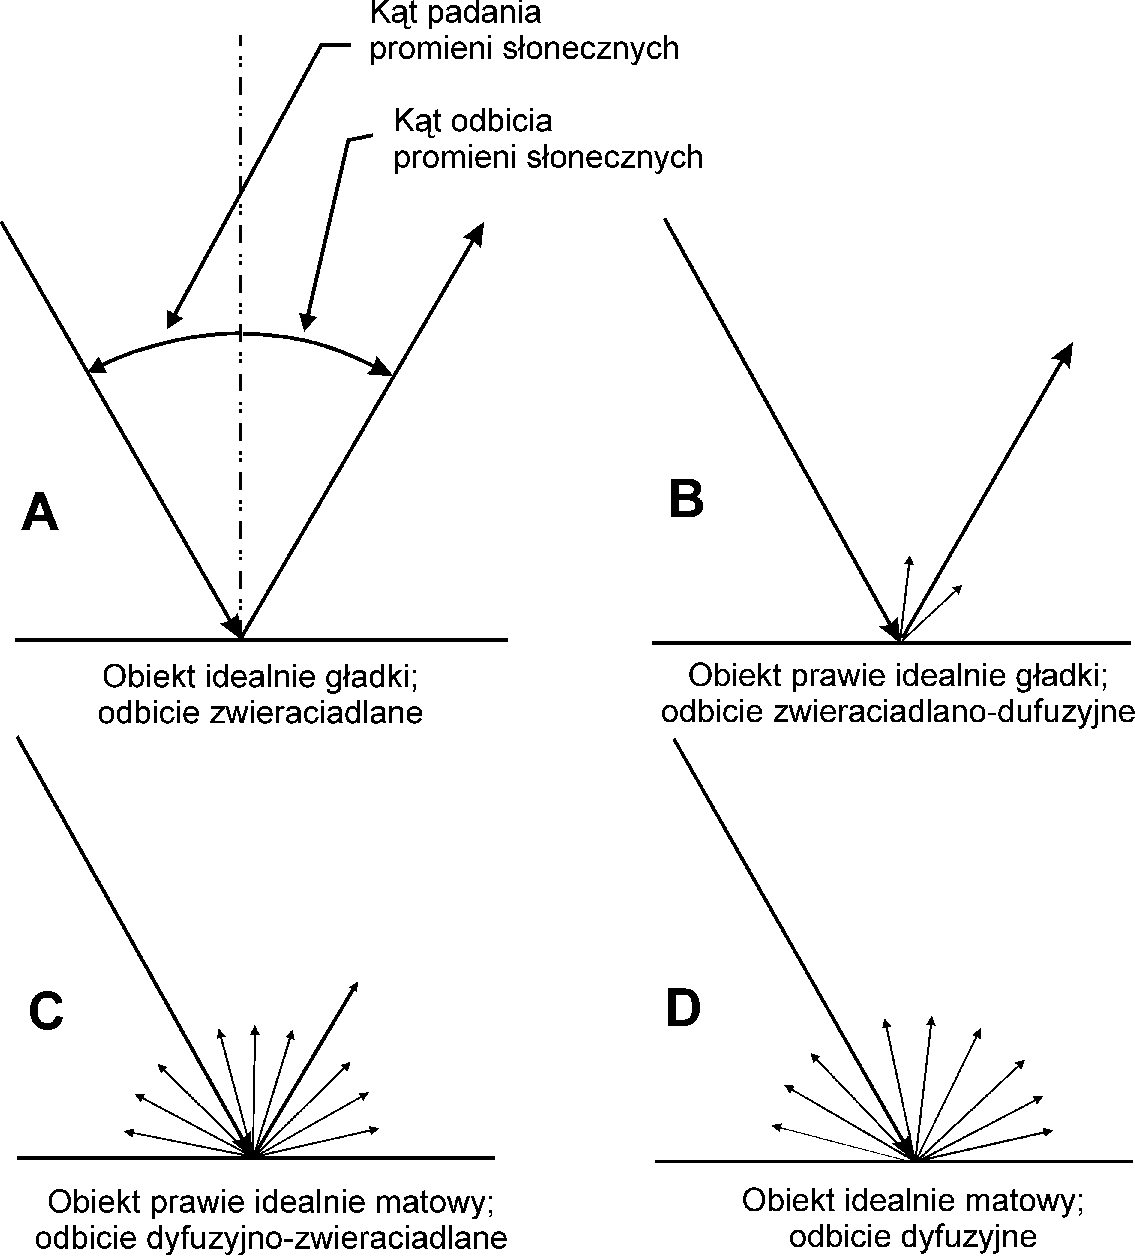 Kąt padania
promieni słonecznych
Kąt odbicia
promieni słonecznych
A
B
Obiekt idealnie gładki;
odbicie zwieraciadlane
Obiekt prawie idealnie gładki;
odbicie zwieraciadlano-dufuzyjne
C
D
Obiekt prawie idealnie matowy;
odbicie dyfuzyjno-zwieraciadlane
Obiekt idealnie matowy;
odbicie dyfuzyjne